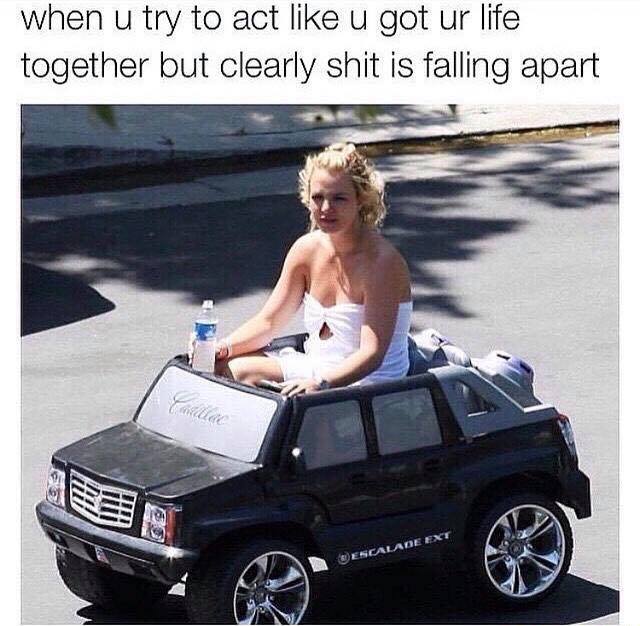 when u try to act like u got ur life
together but clearly shit is falling apart
Cadillac
ESCALADE EXT